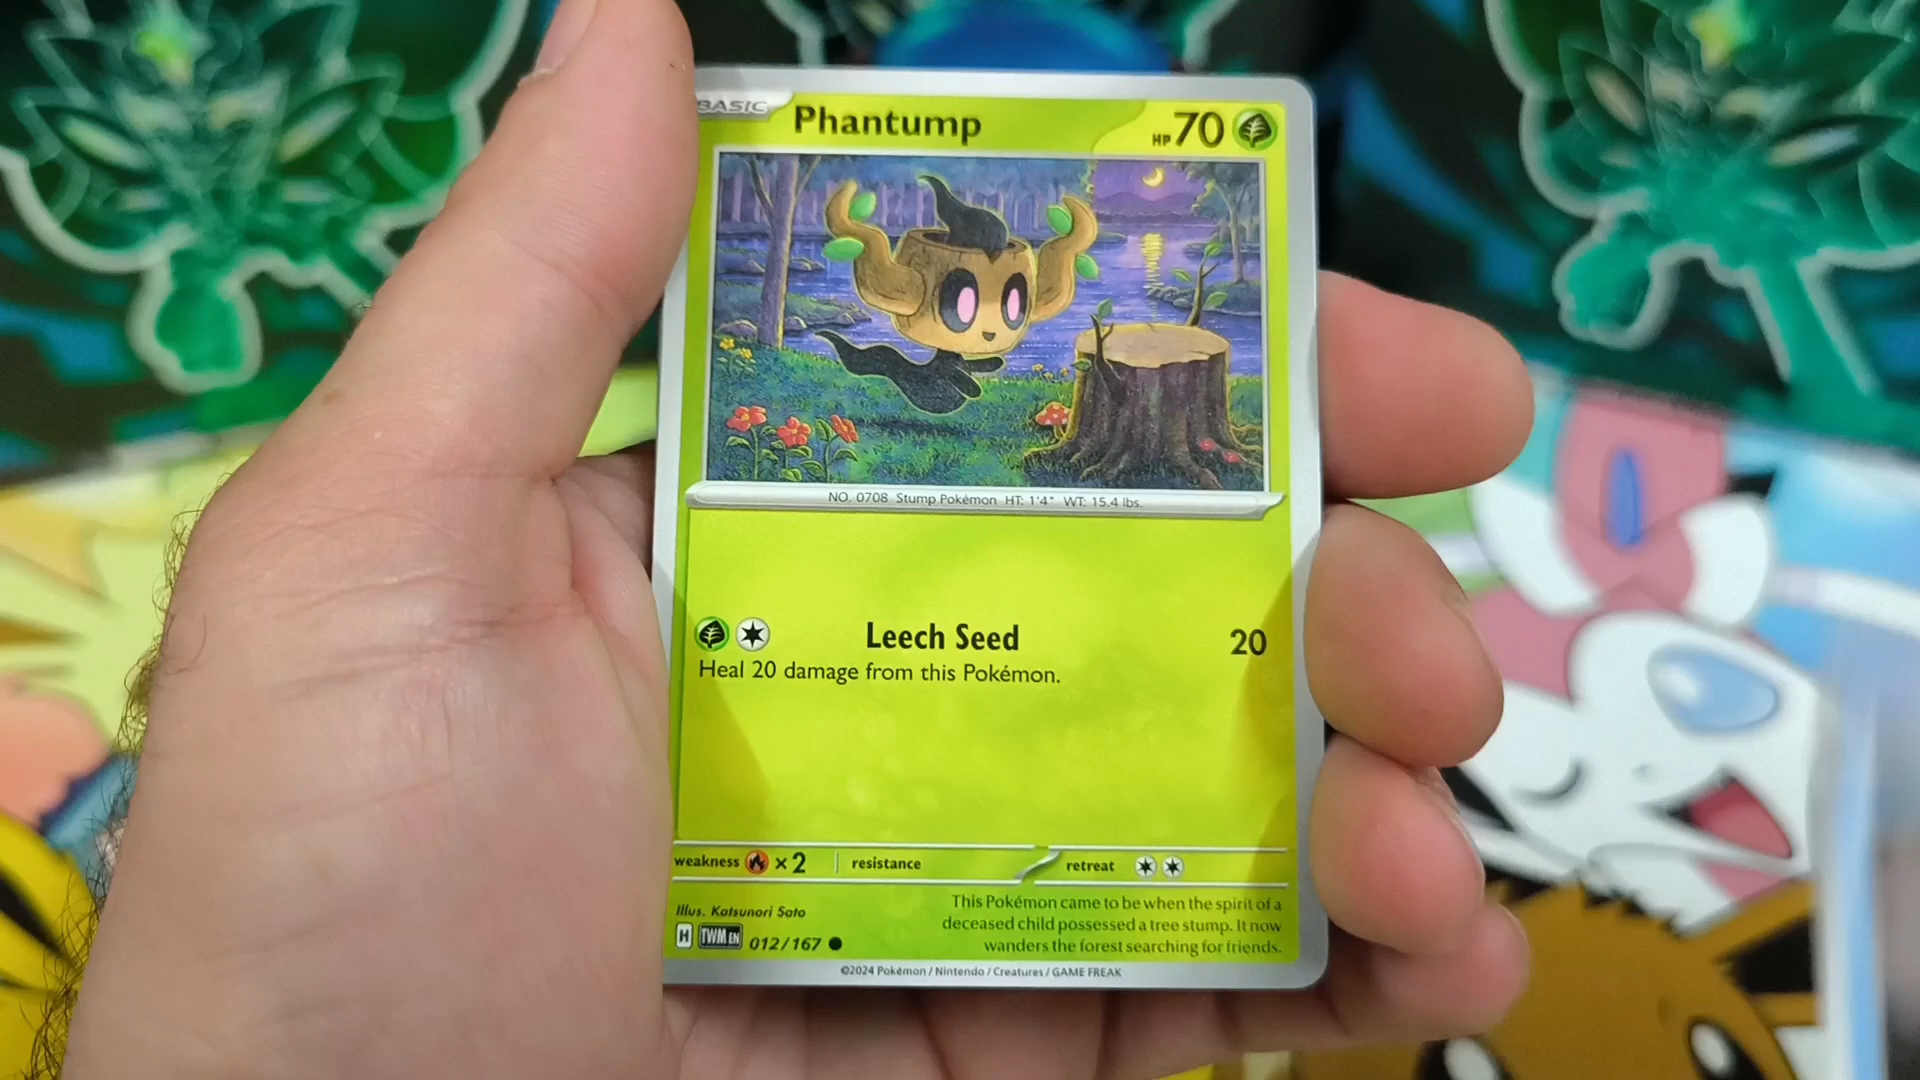 BASIC
Phantump
HP 70
NO. 0708 Stump Pokémon HT: 1'4" WT: 15.4 lbs.
Leech Seed 20
Heal 20 damage from this Pokémon.
weakness × 2 resistance retreat
Illus. Katsunori Sato
H TWM EN 012/167
This Pokémon came to be when the spirit of a
deceased child possessed a tree stump. It now
wanders the forest searching for friends.
©2024 Pokémon / Nintendo / Creatures / GAME FREAK